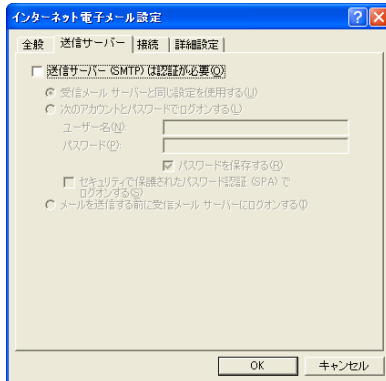 インターネット電子メール設定
全般 送信サーバー 接続 詳細設定
送信サーバー (SMTP) は認証が必要(O)
受信メール サーバーと同じ設定を使用する(U)
次のアカウントとパスワードでログオンする(L)
ユーザー名(N):
パスワード(P):
パスワードを保存する(R)
セキュリティで保護されたパスワード認証 (SPA) で
ログオンする(S)
メールを送信する前に受信メール サーバーにログオンする(I)
OK キャンセル